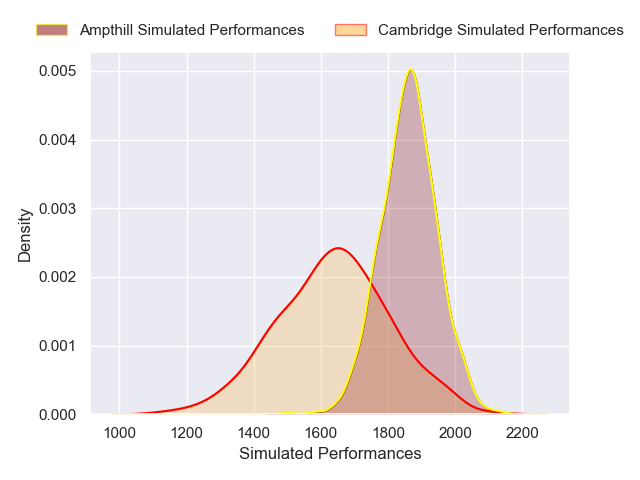 Ampthill Simulated Performances Cambridge Simulated Performances
0.005
0.004
0.003
0.002
0.001
0.000
Density
1000 1200 1400 1600 1800 2000 2200
Simulated Performances